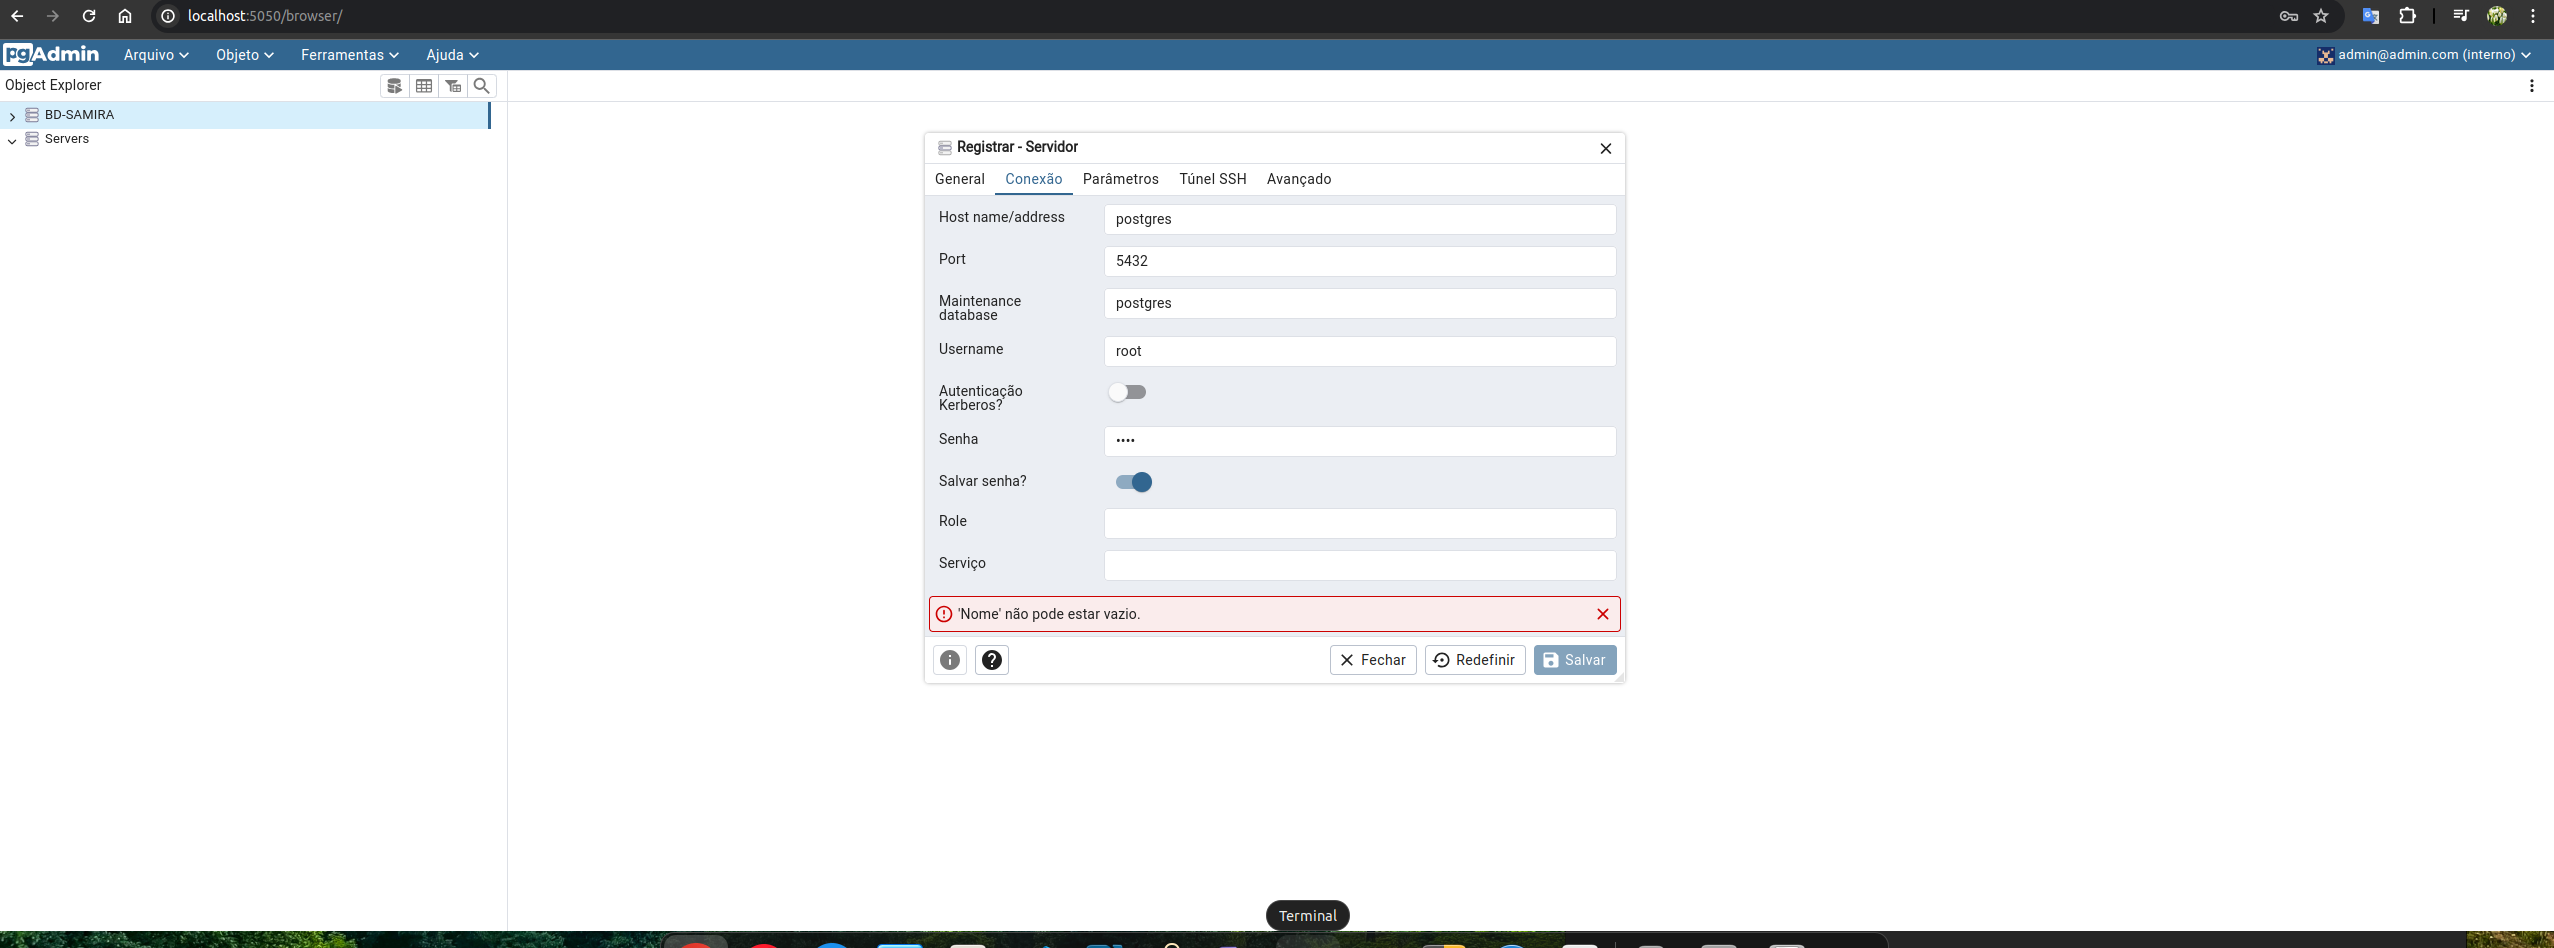 localhost:5050/browser/
pgAdmin Arquivo Objeto Ferramentas Ajuda admin@admin.com (interno)
Object Explorer
BD-SAMIRA
Servers
Registrar - Servidor
General Conexão Parâmetros Túnel SSH Avançado
Host name/address postgres
Port 5432
Maintenance
database postgres
Username root
Autenticação
Kerberos?
Senha ••••
Salvar senha?
Role
Serviço
'Nome' não pode estar vazio.
Fechar Redefinir Salvar
Terminal